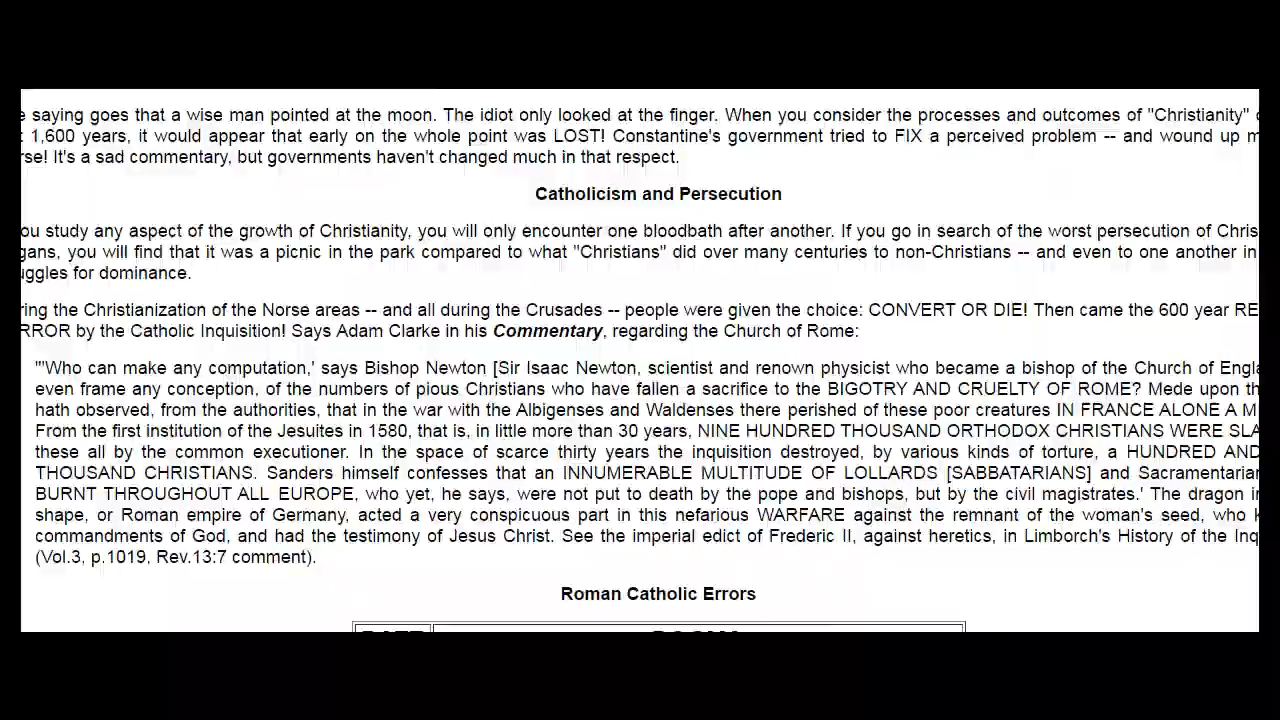 saying goes that a wise man pointed at the moon. The idiot only looked at the finger. When you consider the processes and outcomes of "Christianity"
1,600 years, it would appear that early on the whole point was LOST! Constantine's government tried to FIX a perceived problem -- and wound up
It's a sad commentary, but governments haven't changed much in that respect.
Catholicism and Persecution
study any aspect of the growth of Christianity, you will only encounter one bloodbath after another. If you go in search of the worst persecution of
you will find that it was a picnic in the park compared to what "Christians" did over many centuries to non-Christians -- and even to one another in
for dominance.
the Christianization of the Norse areas -- and all during the Crusades -- people were given the choice: CONVERT OR DIE! Then came the 600 year
by the Catholic Inquisition! Says Adam Clarke in his Commentary, regarding the Church of Rome:
"'Who can make any computation,' says Bishop Newton [Sir Isaac Newton, scientist and renown physicist who became a bishop of the Church of
even frame any conception, of the numbers of pious Christians who have fallen a sacrifice to the BIGOTRY AND CRUELTY OF ROME? Mede upon
hath observed, from the authorities, that in the war with the Albigenses and Waldenses there perished of these poor creatures IN FRANCE ALONE A
From the first institution of the Jesuites in 1580, that is, in little more than 30 years, NINE HUNDRED THOUSAND ORTHODOX CHRISTIANS WERE
these all by the common executioner. In the space of scarce thirty years the inquisition destroyed, by various kinds of torture, a HUNDRED AND
THOUSAND CHRISTIANS. Sanders himself confesses that an INNUMERABLE MULTITUDE OF LOLLARDS [SABBATARIANS] and
BURNT THROUGHOUT ALL EUROPE, who yet, he says, were not put to death by the pope and bishops, but by the civil magistrates.' The dragon
shape, or Roman empire of Germany, acted a very conspicuous part in this nefarious WARFARE against the remnant of the woman's seed, who
commandments of God, and had the testimony of Jesus Christ. See the imperial edict of Frederic II, against heretics, in Limborch's History of the
(Vol.3, p.1019, Rev.13:7 comment).
Roman Catholic Errors